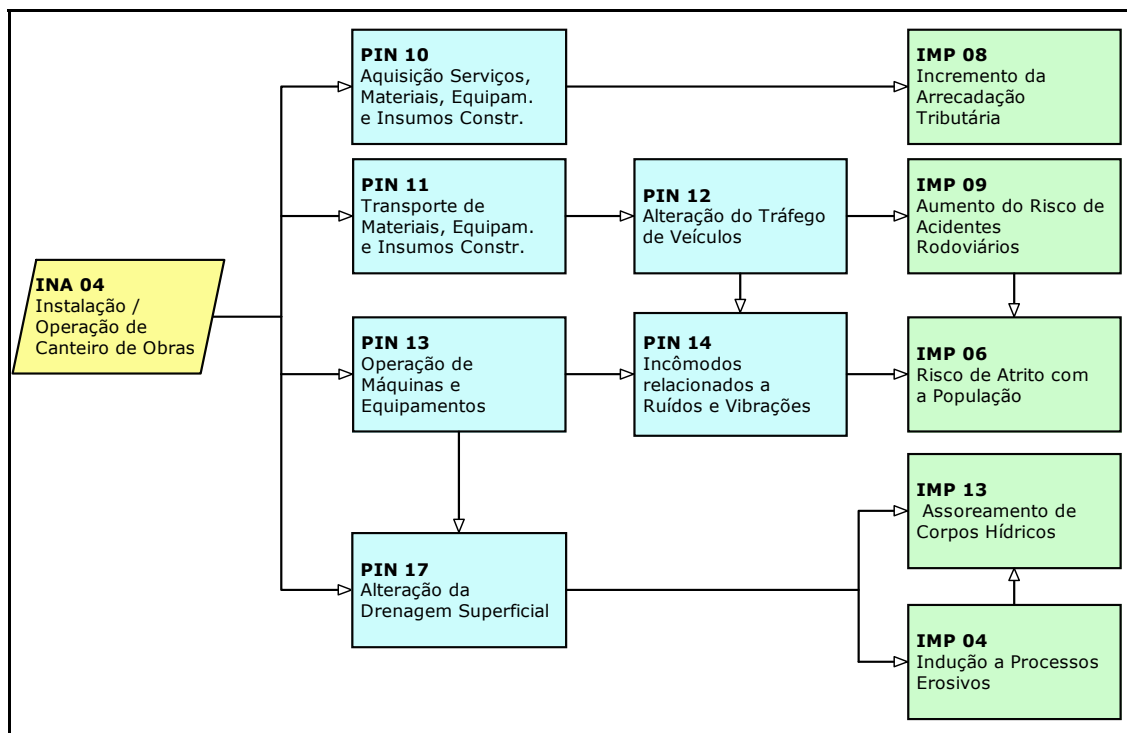 PIN 10
Aquisição Serviços,
Materiais, Equipam.
e Insumos Constr.
IMP 08
Incremento da
Arrecadação
Tributária
PIN 11
Transporte de
Materiais, Equipam.
e Insumos Constr.
PIN 12
Alteração do Tráfego
de Veículos
IMP 09
Aumento do Risco de
Acidentes
Rodoviários
INA 04
Instalação /
Operação de
Canteiro de Obras
PIN 13
Operação de
Máquinas e
Equipamentos
PIN 14
Incômodos
relacionados a
Ruídos e Vibrações
IMP 06
Risco de Atrito com
a População
IMP 13
Assoreamento de
Corpos Hídricos
PIN 17
Alteração da
Drenagem Superficial
IMP 04
Indução a Processos
Erosivos